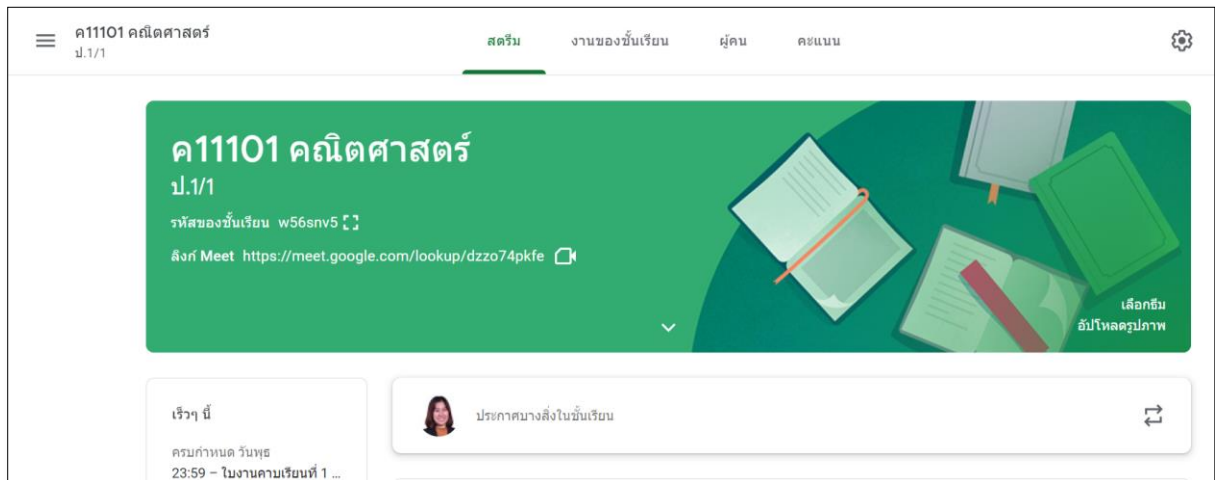 ค11101 คณิตศาสตร์
ป.1/1
สตรีม งานของชั้นเรียน ผู้คน คะแนน
ค11101 คณิตศาสตร์
ป.1/1
รหัสของชั้นเรียน w56snv5
ลิงก์ Meet https://meet.google.com/lookup/dzzo74pkfe
เลือกธีม
อัปโหลดรูปภาพ
เร็วๆ นี้
ครบกำหนด วันพุธ
23:59 – ใบงานคาบเรียนที่ 1 ...
ประกาศบางสิ่งในชั้นเรียน